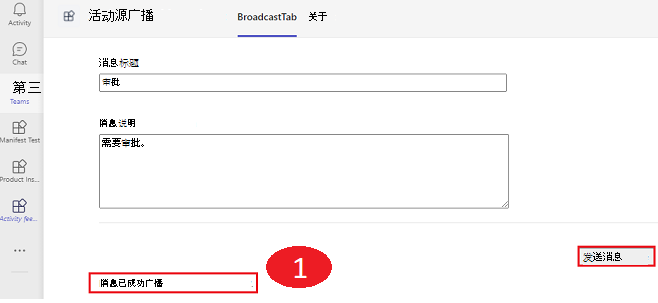 Activity
Chat
第三
Teams
Manifest Test
Product Ins...
Activity fee...
...
活动源广播
BroadcastTab
关于
消息标题
审批
消息说明
需要审批。
发送消息
1
消息已成功广播